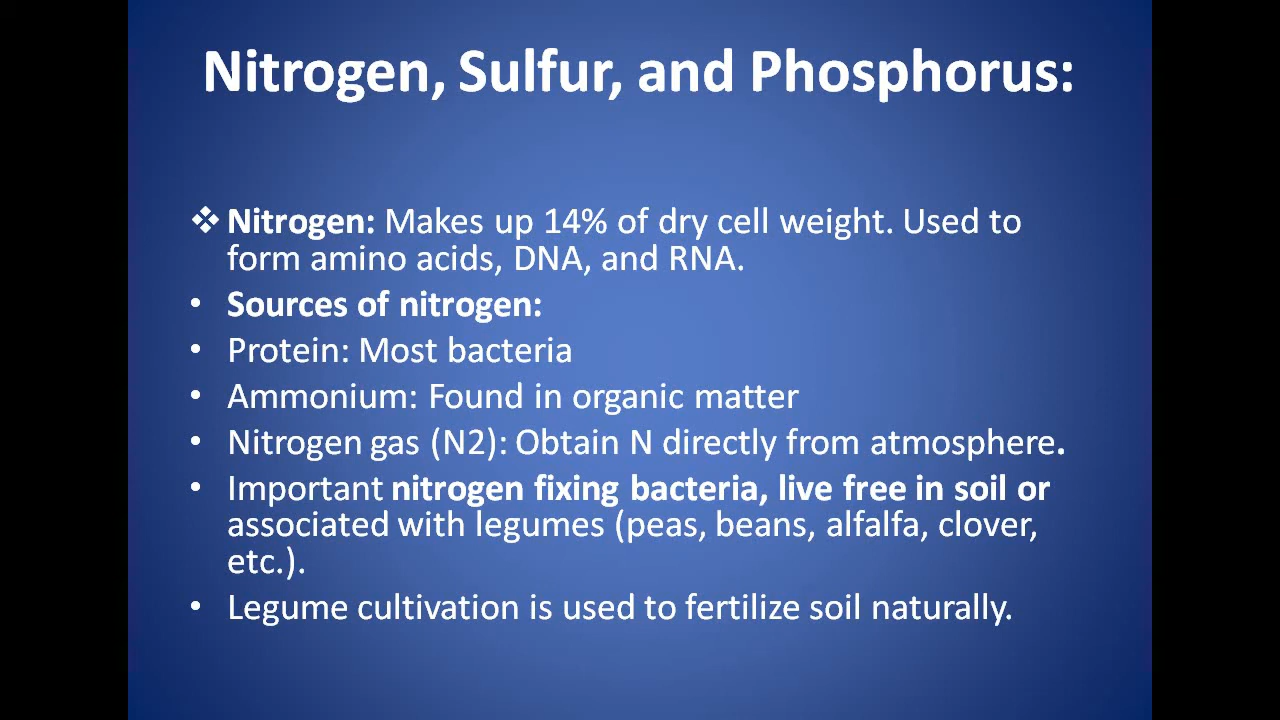 Nitrogen, Sulfur, and Phosphorus:
❖ Nitrogen: Makes up 14% of dry cell weight. Used to
form amino acids, DNA, and RNA.
• Sources of nitrogen:
• Protein: Most bacteria
• Ammonium: Found in organic matter
• Nitrogen gas (N2): Obtain N directly from atmosphere.
• Important nitrogen fixing bacteria, live free in soil or
associated with legumes (peas, beans, alfalfa, clover,
etc.).
• Legume cultivation is used to fertilize soil naturally.